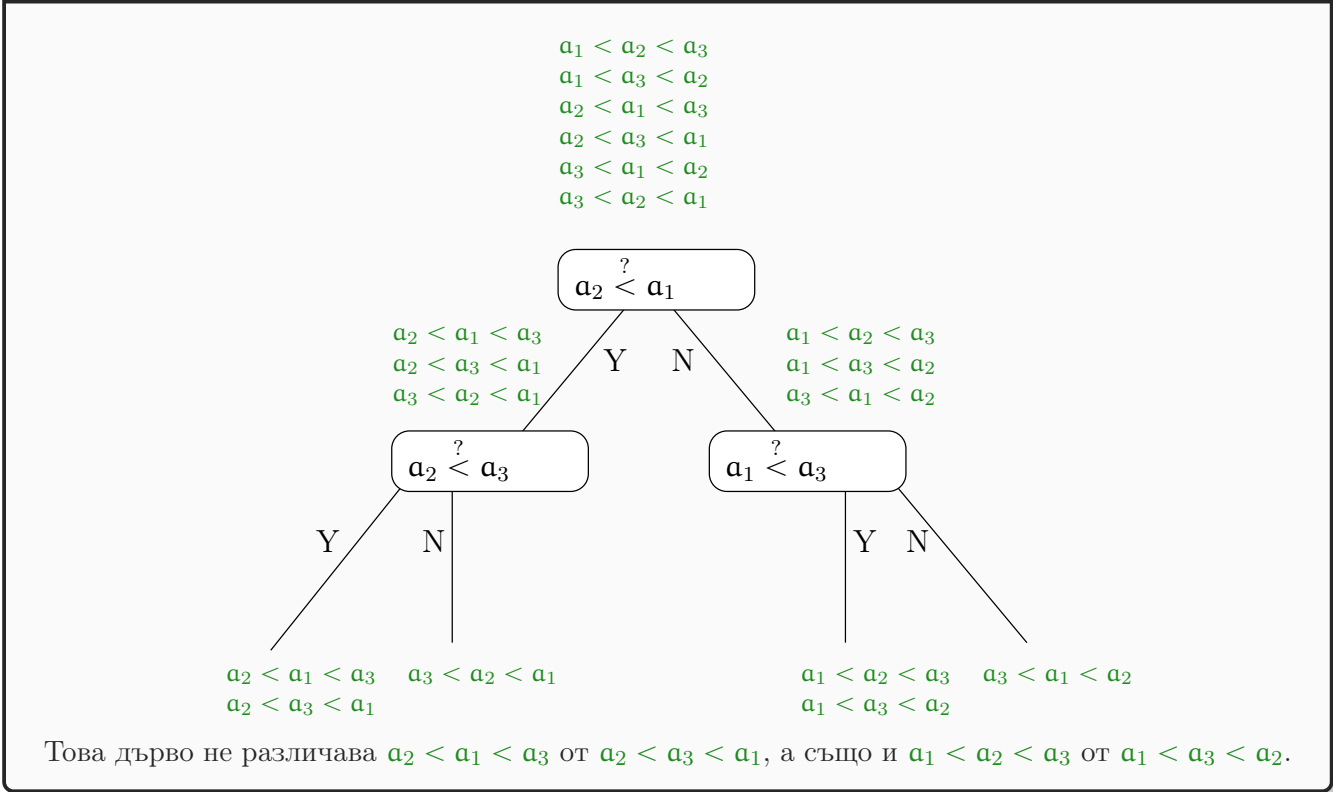 a₁ < a₂ < a₃
a₁ < a₃ < a₂
a₂ < a₁ < a₃
a₂ < a₃ < a₁
a₃ < a₁ < a₂
a₃ < a₂ < a₁
?
a₂ < a₁
a₂ < a₁ < a₃
a₂ < a₃ < a₁
a₃ < a₂ < a₁
Y N
a₁ < a₂ < a₃
a₁ < a₃ < a₂
a₃ < a₁ < a₂
?
a₂ < a₃
?
a₁ < a₃
Y N
Y N
a₂ < a₁ < a₃
a₂ < a₃ < a₁
a₃ < a₂ < a₁
a₁ < a₂ < a₃
a₁ < a₃ < a₂
a₃ < a₁ < a₂
Това дърво не различава a₂ < a₁ < a₃ от a₂ < a₃ < a₁, а също и a₁ < a₂ < a₃ от a₁ < a₃ < a₂.